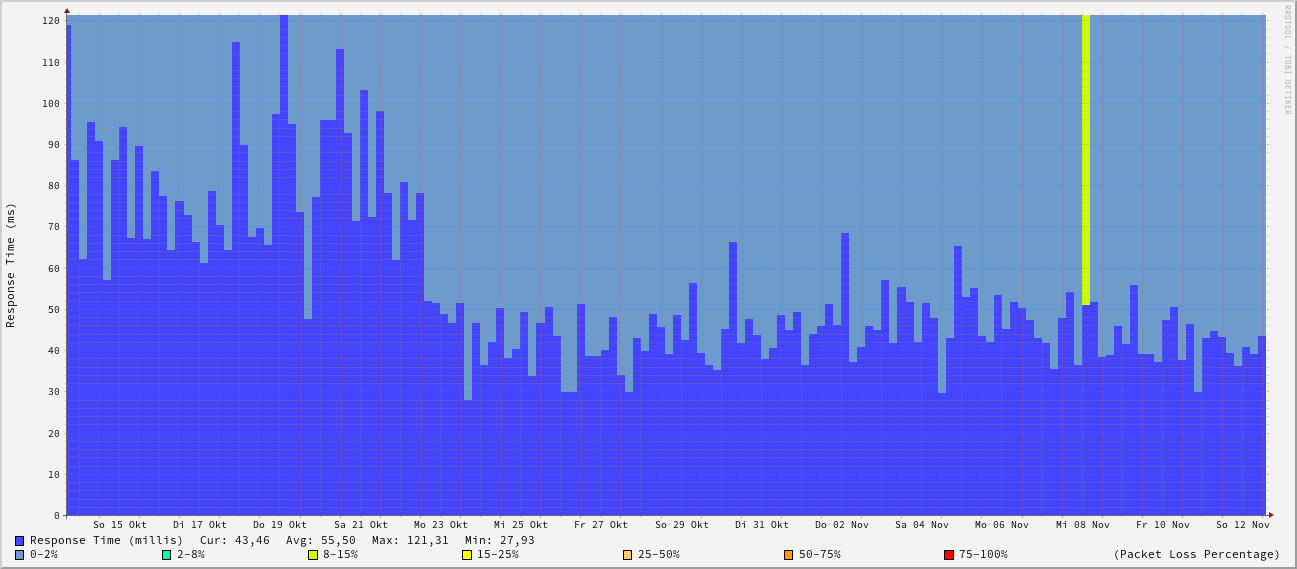 RRDTOOL / TOBI OETIKER
Response Time (ms)
120
110
100
90
80
70
60
50
40
30
20
10
0
So 15 Okt Di 17 Okt Do 19 Okt Sa 21 Okt Mo 23 Okt Mi 25 Okt Fr 27 Okt So 29 Okt Di 31 Okt Do 02 Nov Sa 04 Nov Mo 06 Nov Mi 08 Nov Fr 10 Nov So 12 Nov
Response Time (millis) Cur: 43,46 Avg: 55,50 Max: 121,31 Min: 27,93
0-2% 2-8% 8-15% 15-25% 25-50% 50-75% 75-100% (Packet Loss Percentage)